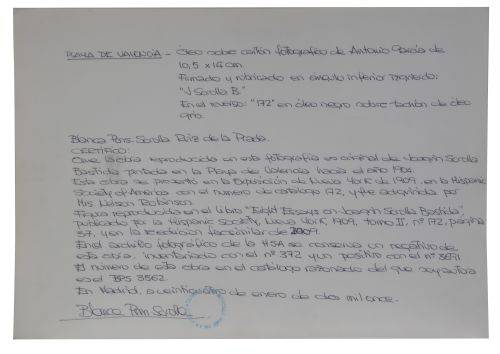 PLAYA DE VALENCIA - Óleo sobre cartón fotográfico de Antonio García de
10,5 x 16 cm.
Firmado y rubricado en ángulo inferior izquierdo:
"J Sorolla B."
En el reverso: "172" en óleo negro sobre tachón de óleo
gris.
Blanca Pons-Sorolla Ruiz de la Prada.
CERTIFICO:
Que la obra reproducida en esta fotografía es original de Joaquín Sorolla
Bastida pintada en la Playa de Valencia hacia el año 1904.
Esta obra se presentó en la Exposición de Nueva York de 1909, en la Hispanic
Society of America con el número de catálogo 172, y fue adquirida por
Mrs. Nelson Robinson.
Figura reproducida en el libro "Eight Essays on Joaquín Sorolla Bastida",
publicado por la Hispanic Society, Nueva York, 1909, tomo II, nº 172, página
37, y en la reedición facsimilar de 2009.
En el archivo fotográfico de la HSA se conserva un negativo de
esta obra, inventariado con el nº 372 y un positivo con el nº 3691
El número de esta obra en el catálogo razonado del que soy autora
es el BPS 3562.
En Madrid, a veinticuatro de enero de dos mil once.
Blanca Pons Sorolla